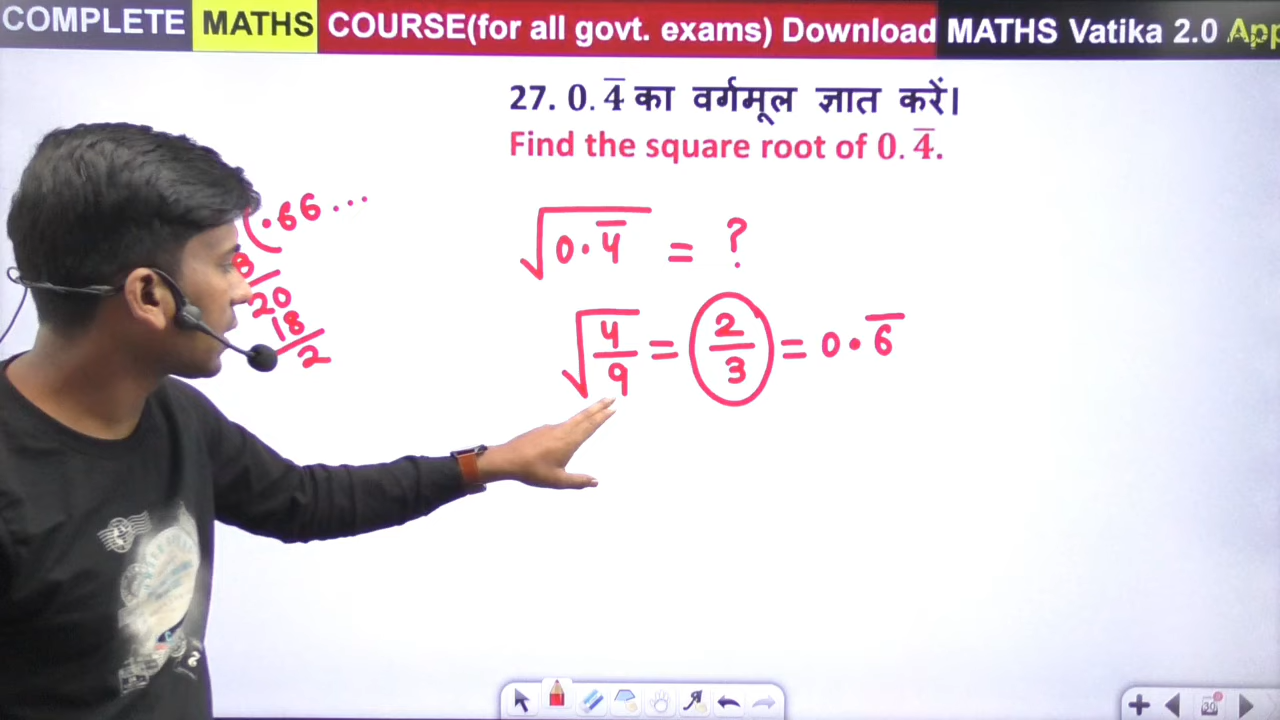 COMPLETE MATHS COURSE(for all govt. exams) Download MATHS Vatika 2.0 App
27. 0.4̅ का वर्गमूल ज्ञात करें।
Find the square root of 0.4̅.
√0.4̅ = ?
√4/9 = 2/3 = 0.6̅
.66...
8
20
18
2
30